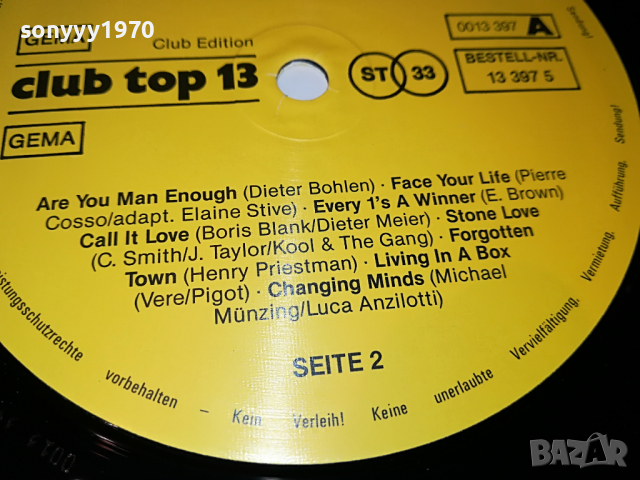 sonyyy1970
GEMA
Club Edition
0013 397 A
club top 13
ST 33
BESTELL-NR.
13 397 5
GEMA
Are You Man Enough (Dieter Bohlen) · Face Your Life (Pierre
Cosso/adapt. Elaine Stive) · Every 1's A Winner (E. Brown)
Call It Love (Boris Blank/Dieter Meier) · Stone Love
(C. Smith/J. Taylor/Kool & The Gang) · Forgotten
Town (Henry Priestman) · Living In A Box
(Vere/Pigot) · Changing Minds (Michael
Münzing/Luca Anzilotti)
SEITE 2
vorbehalten – Kein Verleih! Keine unerlaubte Vervielfältigung, Vermietung, Aufführung, Sendung!
Sendung!
BAZAR